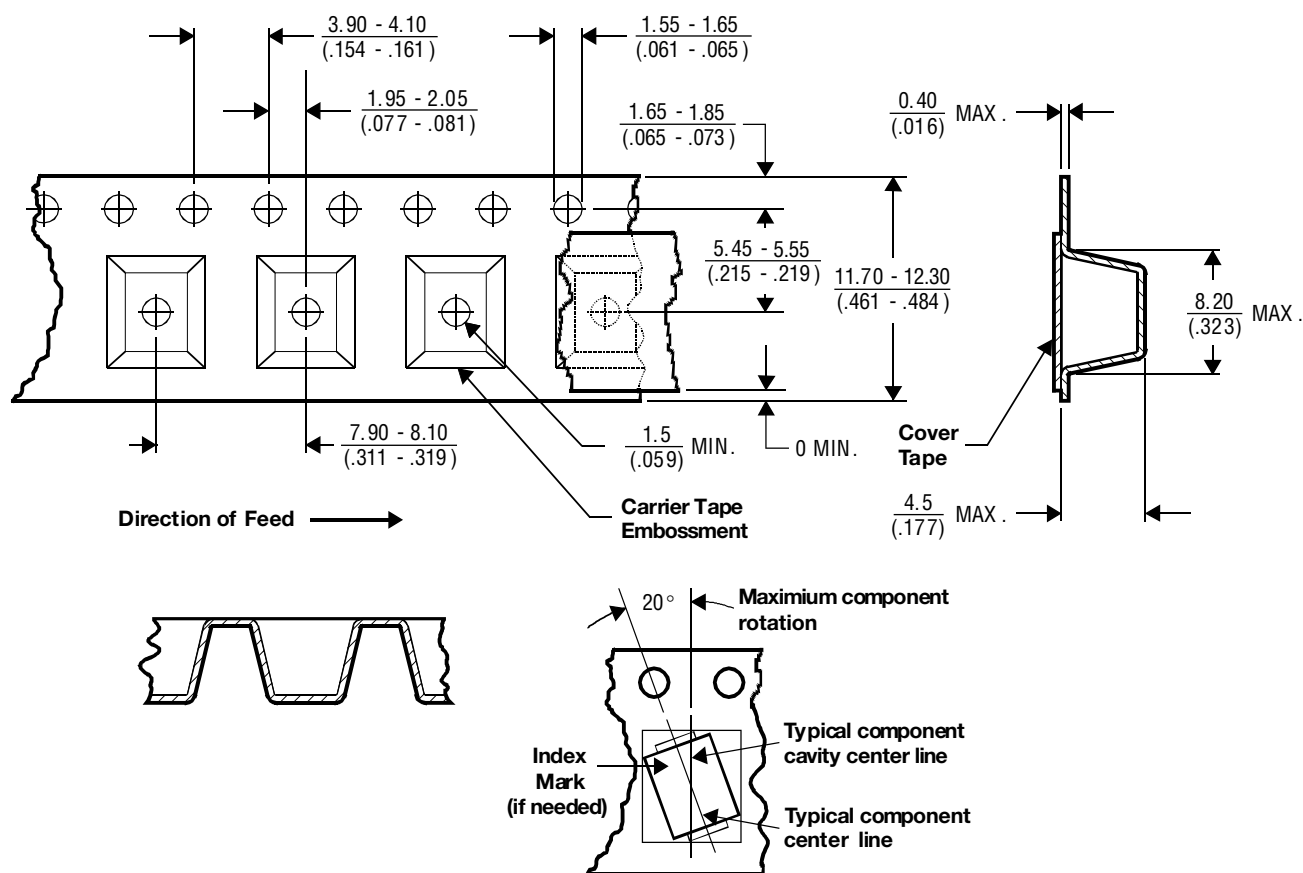 3.90 - 4.10
(.154 - .161)
1.55 - 1.65
(.061 - .065)
1.95 - 2.05
(.077 - .081)
1.65 - 1.85
(.065 - .073)
0.40
(.016)
MAX.
5.45 - 5.55
(.215 - .219)
11.70 - 12.30
(.461 - .484)
8.20
(.323)
MAX.
7.90 - 8.10
(.311 - .319)
1.5
(.059)
MIN.
0 MIN.
Cover
Tape
Direction of Feed
Carrier Tape
Embossment
4.5
(.177)
MAX.
20°
Maximium component
rotation
Index
Mark
(if needed)
Typical component
cavity center line
Typical component
center line